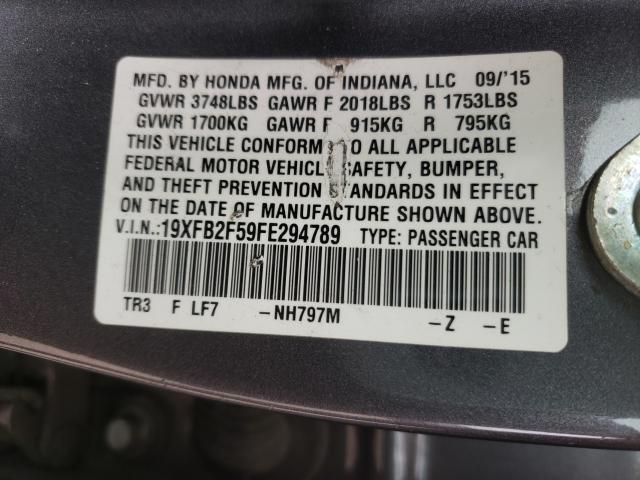 MFD. BY HONDA MFG. OF INDIANA, LLC 09/'15
GVWR 3748LBS GAWR F 2018LBS R 1753LBS
GVWR 1700KG GAWR F 915KG R 795KG
THIS VEHICLE CONFORM TO ALL APPLICABLE
FEDERAL MOTOR VEHICL SAFETY, BUMPER,
AND THEFT PREVENTION STANDARDS IN EFFECT
ON THE DATE OF MANUFACTURE SHOWN ABOVE.
V.I.N.:19XFB2F59FE294789 TYPE: PASSENGER CAR
TR3 F LF7 -NH797M -Z -E